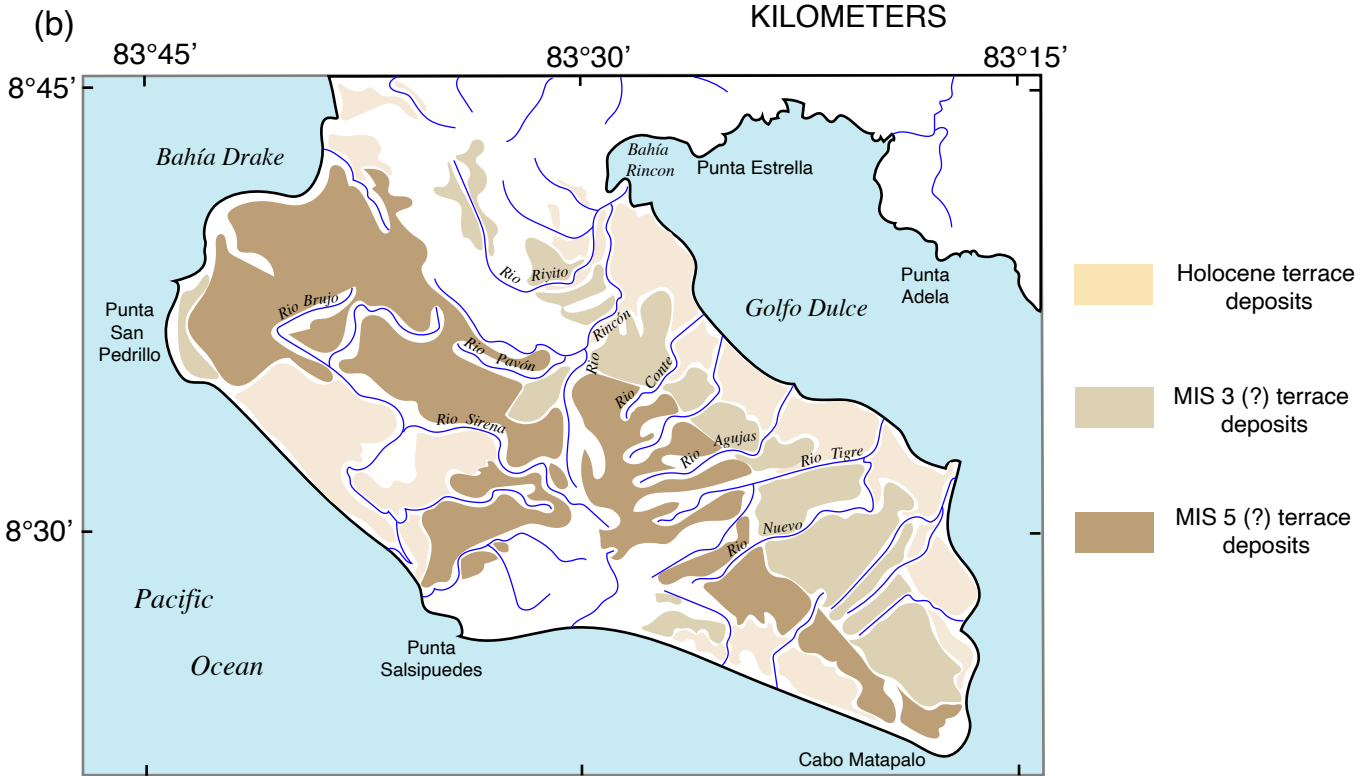 (b)
KILOMETERS
83°45’
83°30’
83°15’
8°45’
Bahía Drake
Bahía
Rincon
Punta Estrella
Rio Riyito
Punta
Adela
Rio Brujo
Golfo Dulce
Punta
San
Pedrillo
Rio Rincón
Rio Pavón
Rio Conte
Rio Sirena
Rio Agujas
Rio Tigre
8°30’
Rio Nuevo
Pacific
Ocean
Punta
Salsipuedes
Cabo Matapalo
Holocene terrace
deposits
MIS 3 (?) terrace
deposits
MIS 5 (?) terrace
deposits